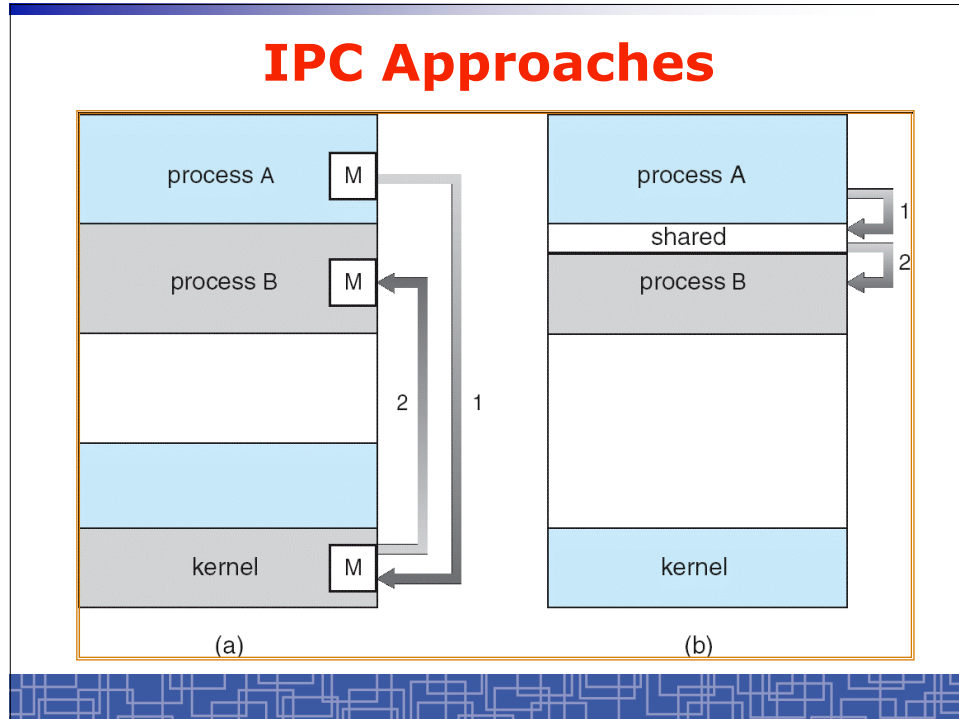 IPC Approaches
process A
M
process B
M
2
1
kernel
M
(a)
process A
1
shared
2
process B
kernel
(b)